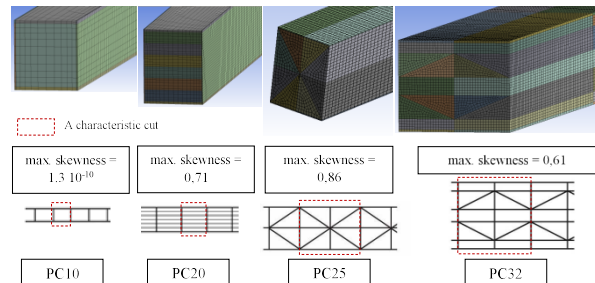 A characteristic cut
max. skewness =
1.3 10-10
max. skewness =
0,71
max. skewness =
0,86
max. skewness = 0,61
PC10
PC20
PC25
PC32